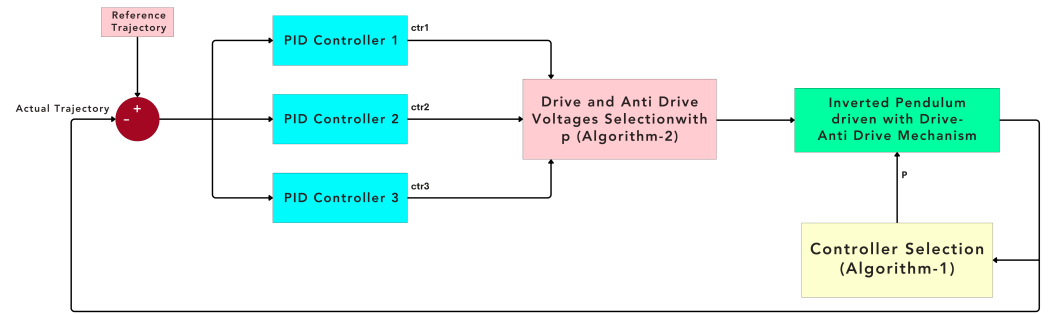 Reference
Trajectory
Actual Trajectory
+
-
PID Controller 1
ctr1
PID Controller 2
ctr2
PID Controller 3
ctr3
Drive and Anti Drive
Voltages Selectionwith
p (Algorithm-2)
Inverted Pendulum
driven with Drive-
Anti Drive Mechanism
P
Controller Selection
(Algorithm-1)